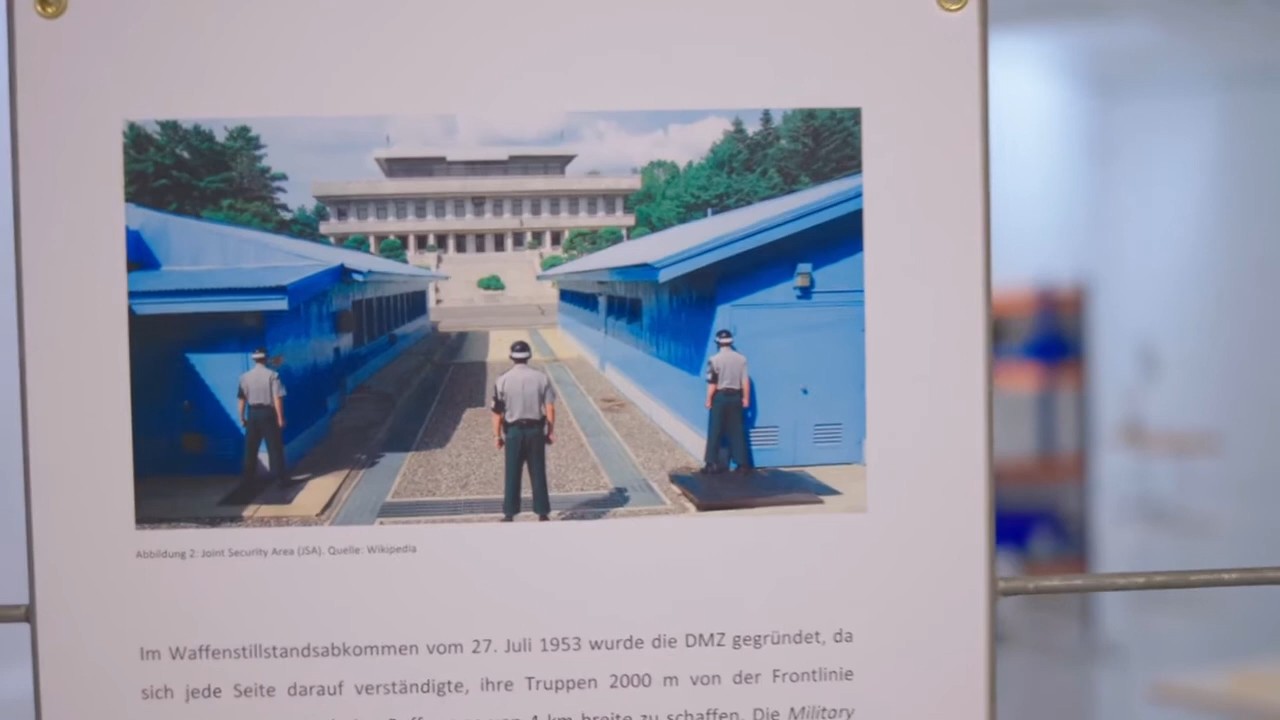 Abbildung 2: Joint Security Area (JSA). Quelle: Wikipedia
Im Waffenstillstandsabkommen vom 27. Juli 1953 wurde die DMZ gegründet, da
sich jede Seite darauf verständigte, ihre Truppen 2000 m von der Frontlinie
von 4 km breite zu schaffen. Die Military